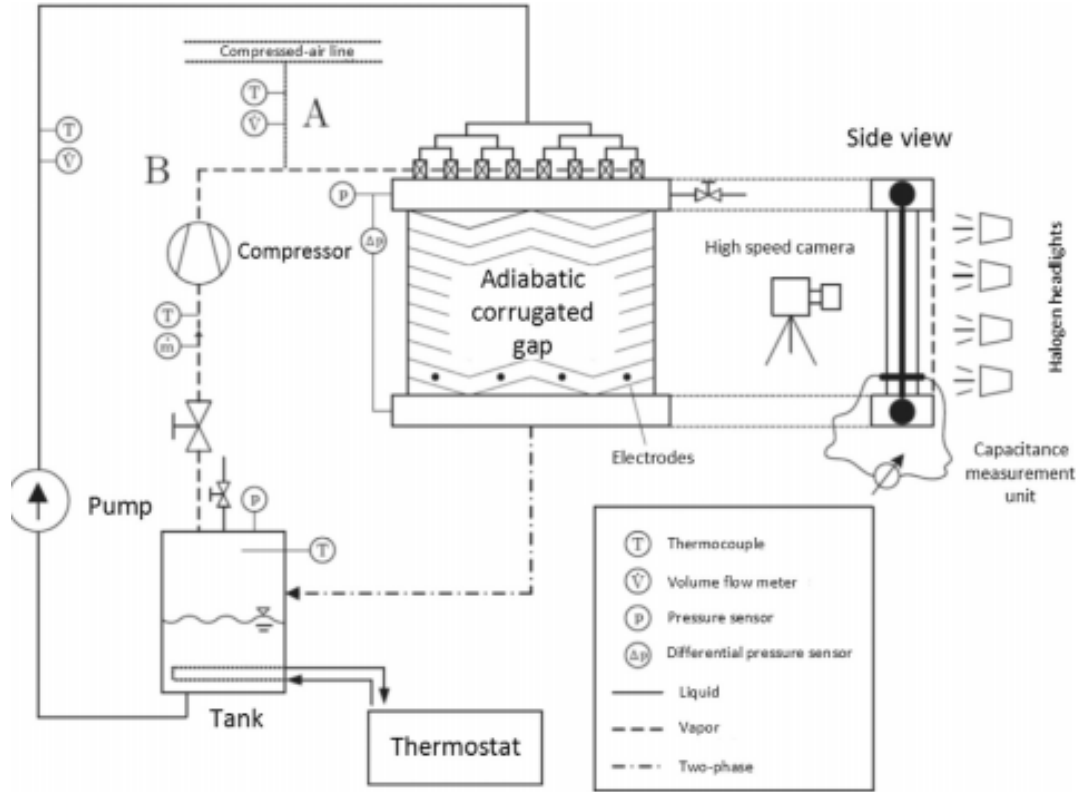 Compressed-air line
T
V̇
A
T
V̇
B
Side view
p
Δp
Compressor
High speed camera
Adiabatic
corrugated
gap
Halogen headlights
T
ṁ
Electrodes
Capacitance
measurement
unit
Pump
p
T
Tank
Thermostat
T Thermocouple
V̇ Volume flow meter
p Pressure sensor
Δp Differential pressure sensor
Liquid
Vapor
Two-phase